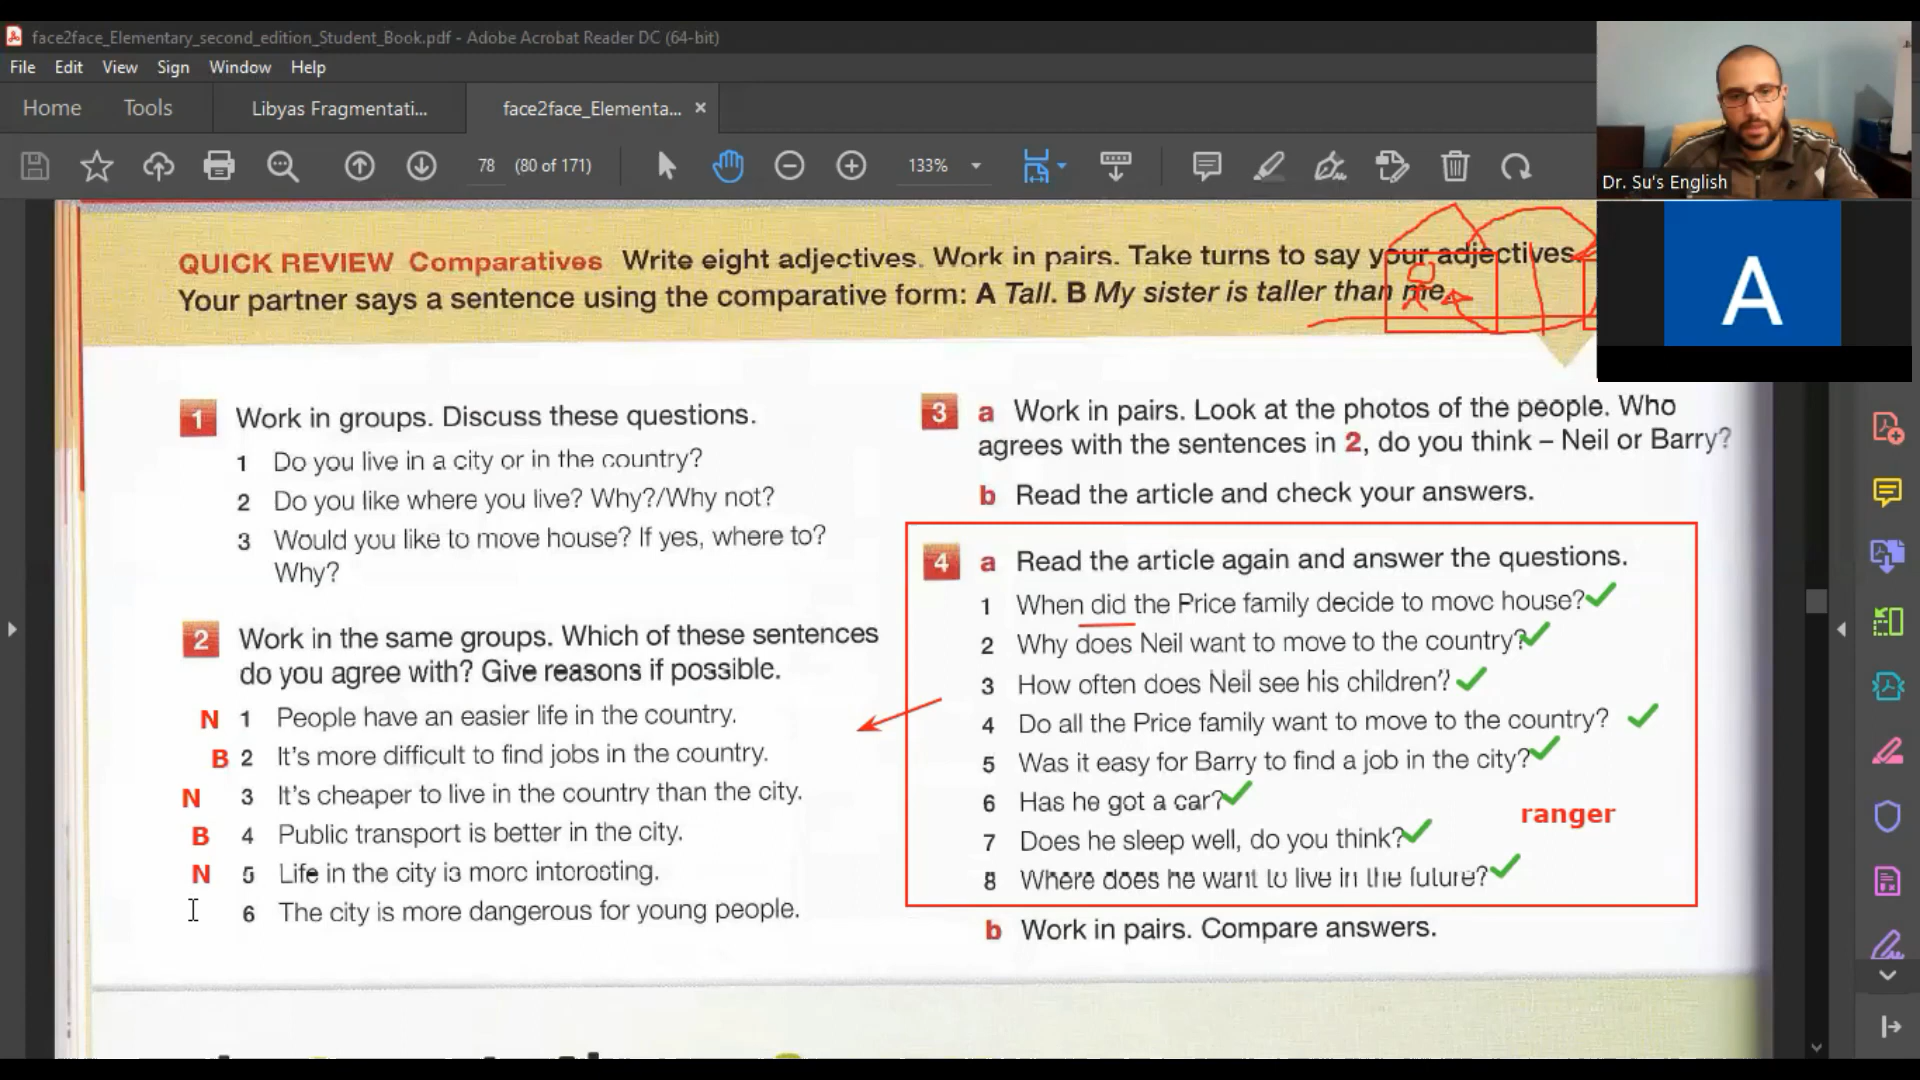 face2face_Elementary_second_edition_Student_Book.pdf - Adobe Acrobat Reader DC (64-bit)
File Edit View Sign Window Help
Home Tools Libyas Fragmentati... face2face_Elementa... ×
78 (80 of 171) 133%
Dr. Su's English
A
QUICK REVIEW Comparatives Write eight adjectives. Work in pairs. Take turns to say your adjectives.
Your partner says a sentence using the comparative form: A Tall. B My sister is taller than me.
1 Work in groups. Discuss these questions.
1 Do you live in a city or in the country?
2 Do you like where you live? Why?/Why not?
3 Would you like to move house? If yes, where to?
Why?
2 Work in the same groups. Which of these sentences
do you agree with? Give reasons if possible.
N 1 People have an easier life in the country.
B 2 It's more difficult to find jobs in the country.
N 3 It's cheaper to live in the country than the city.
B 4 Public transport is better in the city.
N 5 Life in the city is more interesting.
6 The city is more dangerous for young people.
3 a Work in pairs. Look at the photos of the people. Who
agrees with the sentences in 2, do you think – Neil or Barry?
b Read the article and check your answers.
4 a Read the article again and answer the questions.
1 When did the Price family decide to move house?
2 Why does Neil want to move to the country?
3 How often does Neil see his children?
4 Do all the Price family want to move to the country?
5 Was it easy for Barry to find a job in the city?
6 Has he got a car?
ranger
7 Does he sleep well, do you think?
8 Where does he want to live in the future?
b Work in pairs. Compare answers.